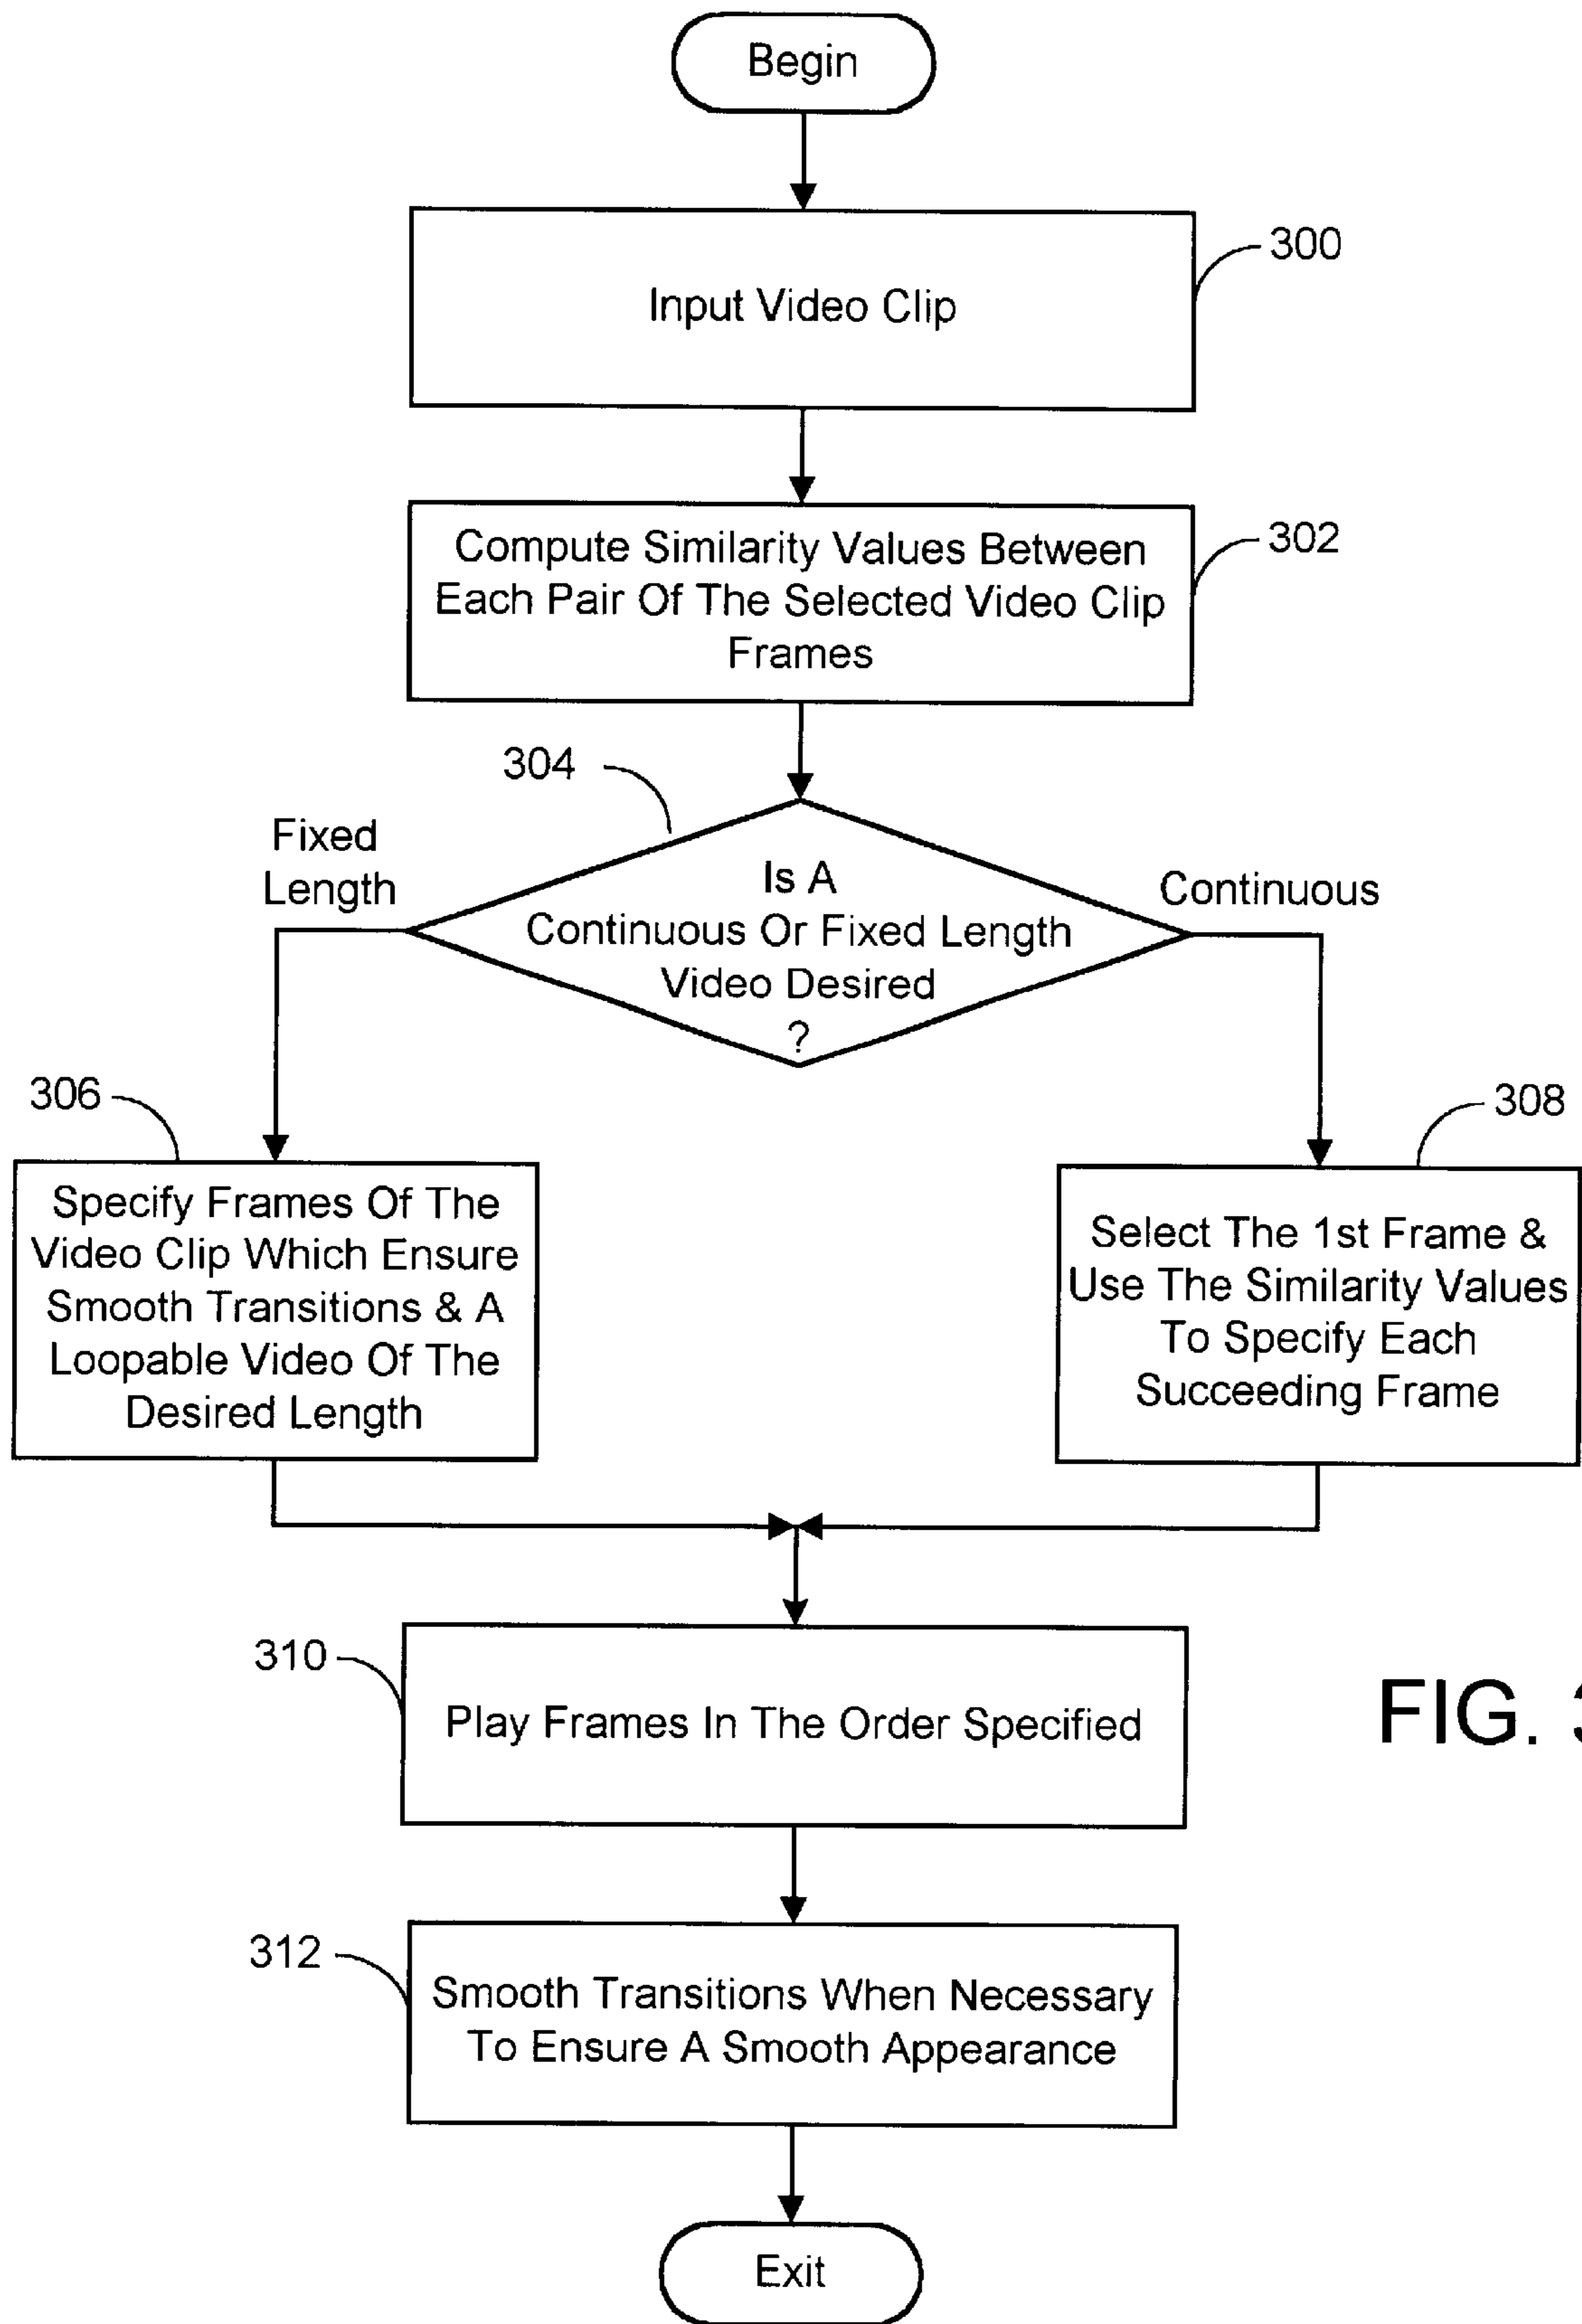 Begin
300
Input Video Clip
302
Compute Similarity Values Between
Each Pair Of The Selected Video Clip
Frames
304
Fixed
Length
Is A
Continuous Or Fixed Length
Video Desired
?
Continuous
306
Specify Frames Of The
Video Clip Which Ensure
Smooth Transitions & A
Loopable Video Of The
Desired Length
308
Select The 1st Frame &
Use The Similarity Values
To Specify Each
Succeeding Frame
310
Play Frames In The Order Specified
FIG. 3
312
Smooth Transitions When Necessary
To Ensure A Smooth Appearance
Exit